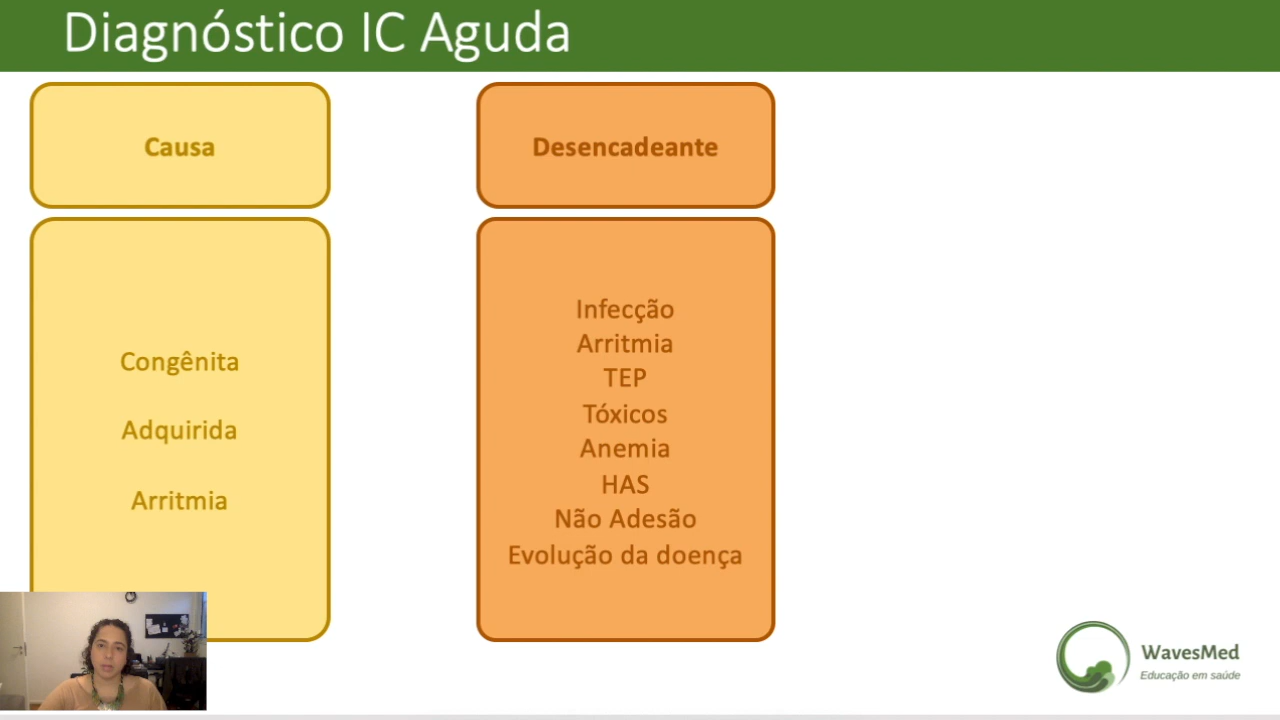 Diagnóstico IC Aguda
Causa
Congênita
Adquirida
Arritmia
Desencadeante
Infecção
Arritmia
TEP
Tóxicos
Anemia
HAS
Não Adesão
Evolução da doença
WavesMed
Educação em saúde